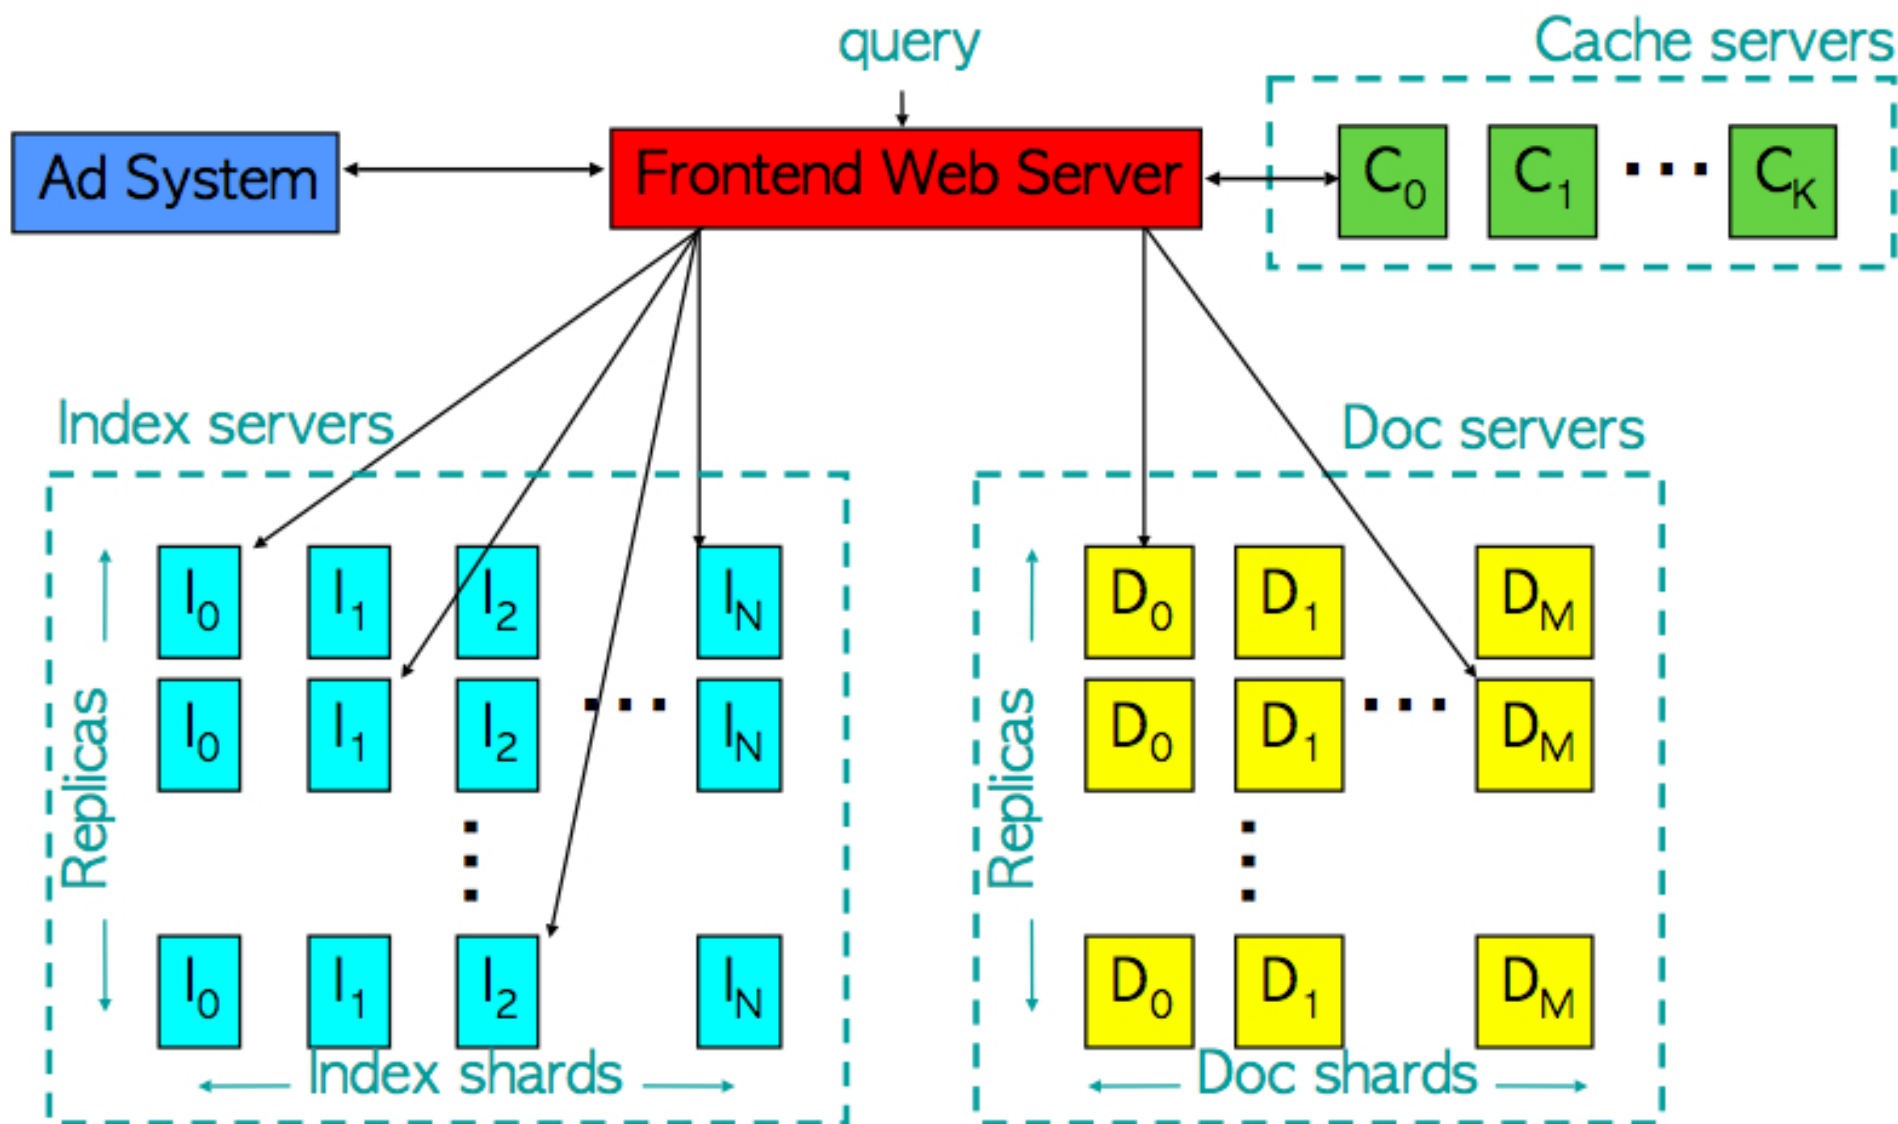 query
Cache servers
Ad System
Frontend Web Server
C0 C1 ... CK
Index servers
Doc servers
Replicas
I0 I1 I2 IN
I0 I1 I2 ... IN
I0 I1 I2 IN
Index shards
Replicas
D0 D1 DM
D0 D1 ... DM
D0 D1 DM
Doc shards